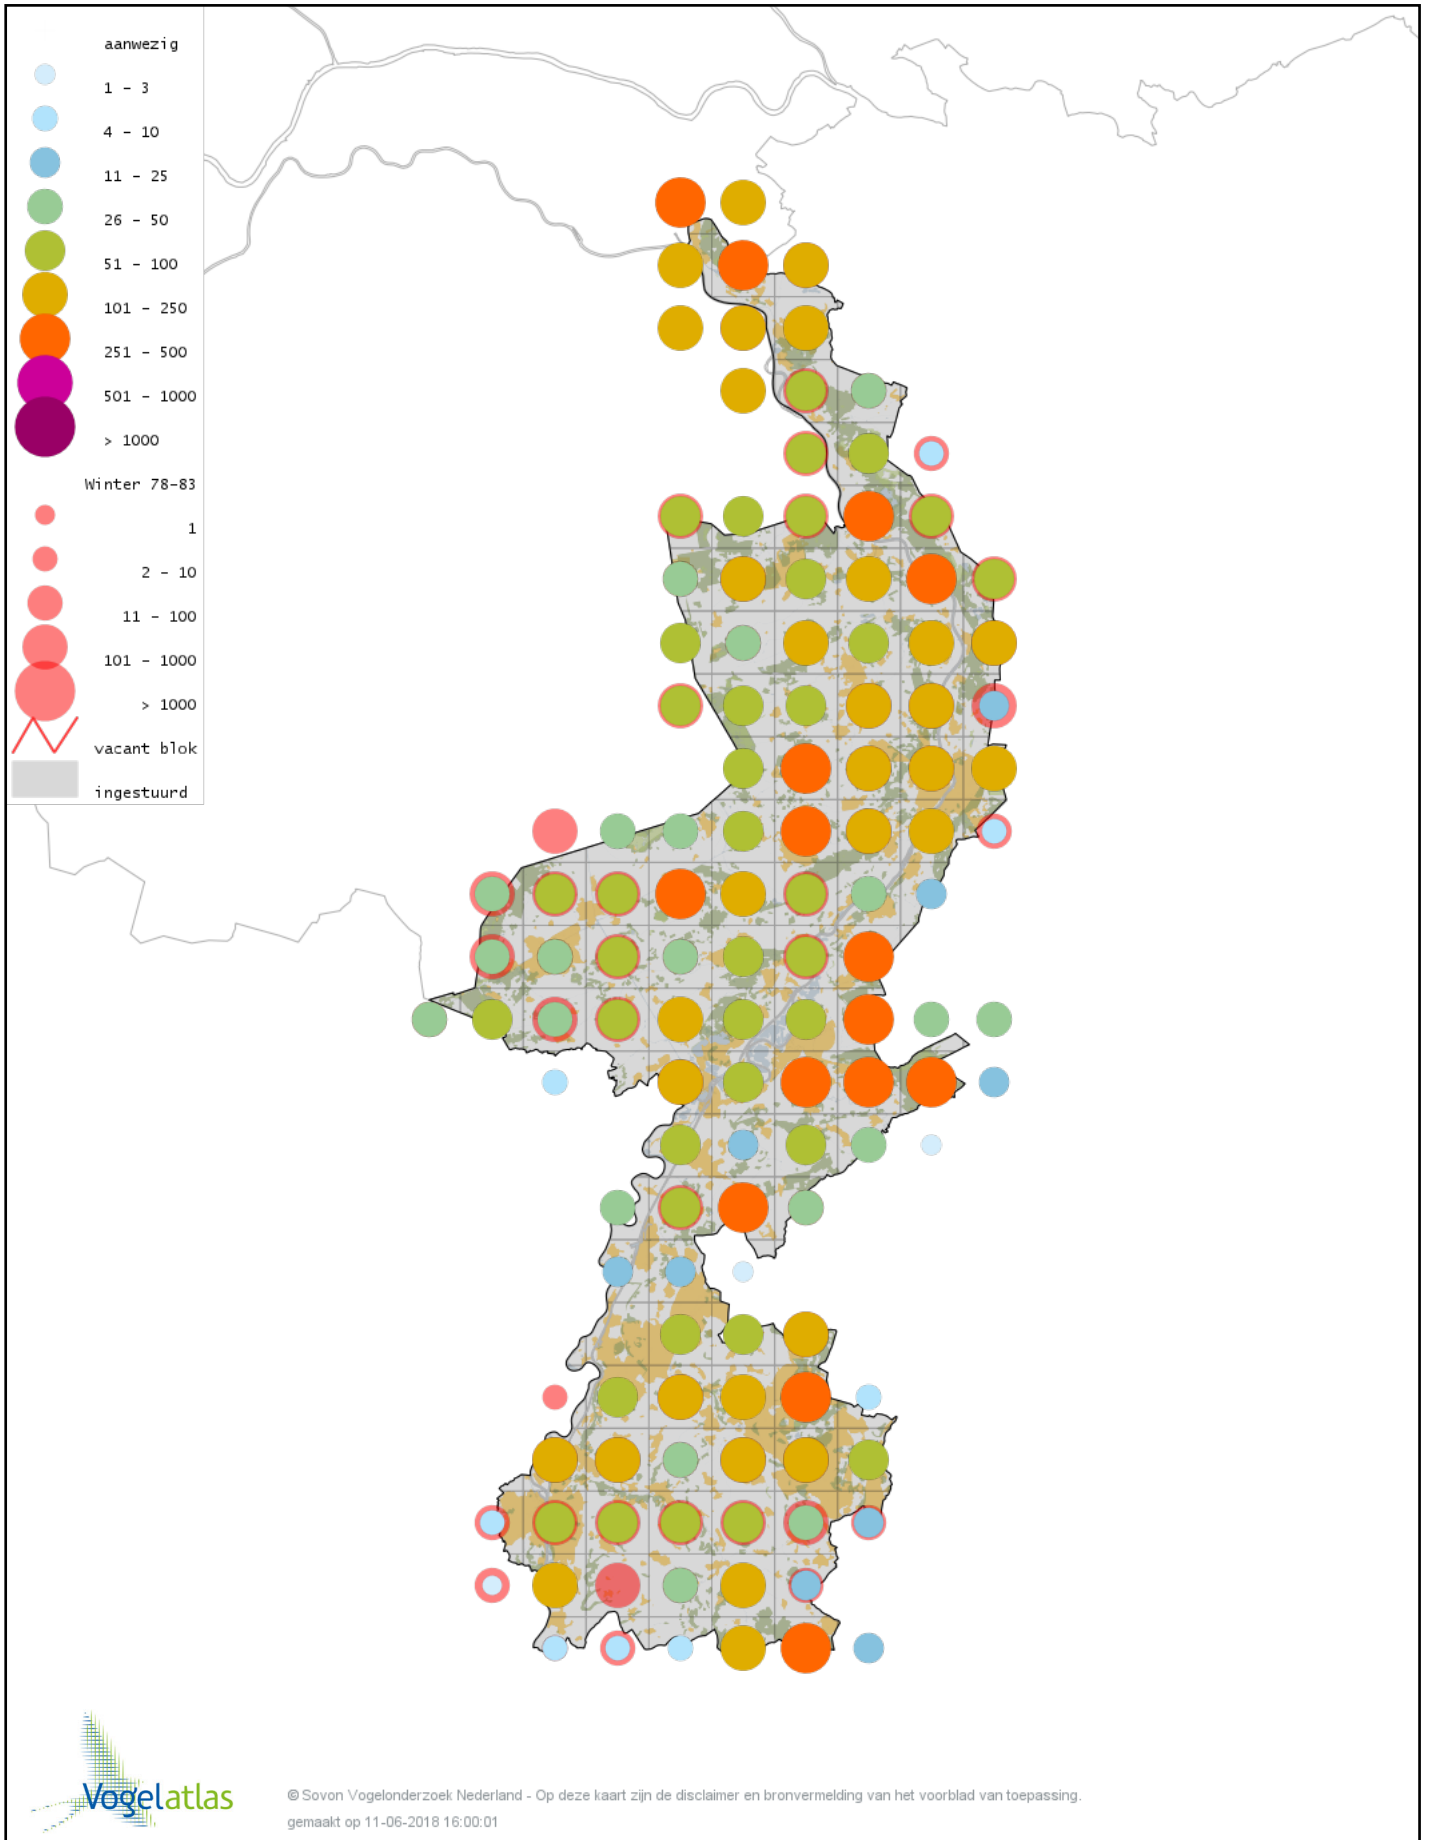 aanwezig
1 - 3
4 - 10
11 - 25
26 - 50
51 - 100
101 - 250
251 - 500
501 - 1000
> 1000
Winter 78-83
1
2 - 10
11 - 100
101 - 1000
> 1000
vacant blok
ingestuurd
Vogelatlas
© Sovon Vogelonderzoek Nederland - Op deze kaart zijn de disclaimer en bronvermelding van het voorblad van toepassing.
gemaakt op 11-06-2018 16:00:01